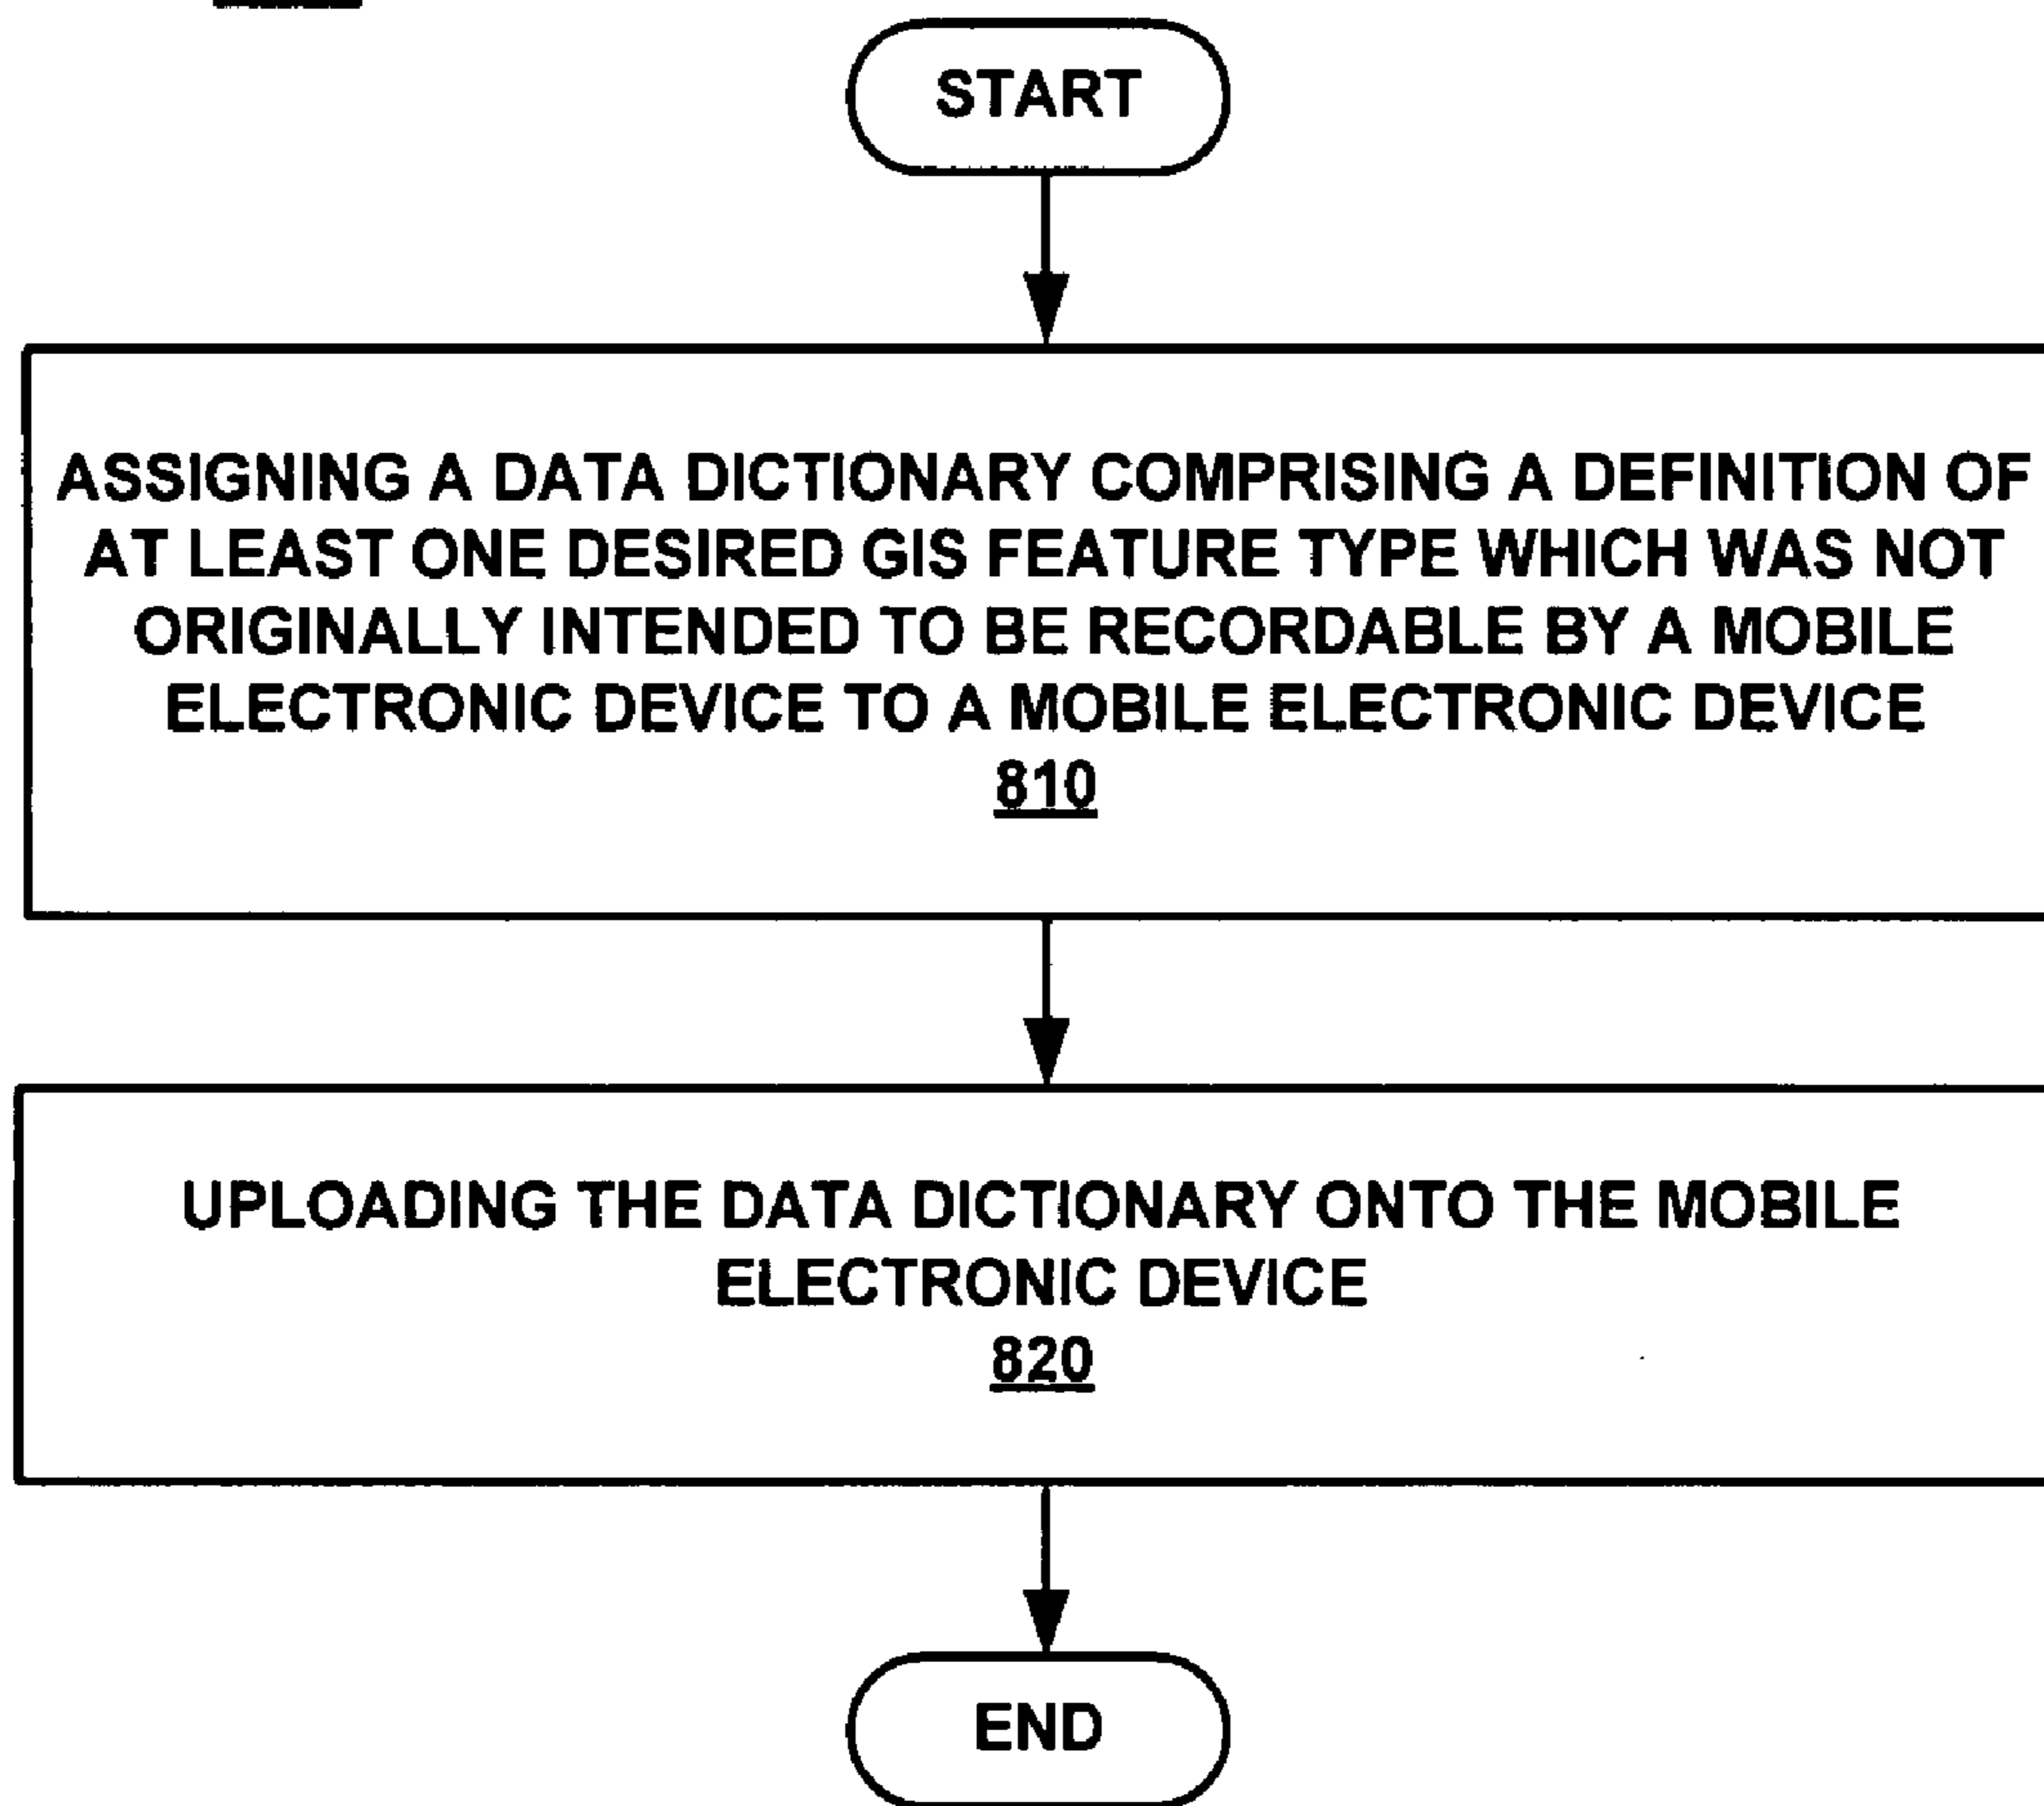 START
ASSIGNING A DATA DICTIONARY COMPRISING A DEFINITION OF
AT LEAST ONE DESIRED GIS FEATURE TYPE WHICH WAS NOT
ORIGINALLY INTENDED TO BE RECORDABLE BY A MOBILE
ELECTRONIC DEVICE TO A MOBILE ELECTRONIC DEVICE
810
UPLOADING THE DATA DICTIONARY ONTO THE MOBILE
ELECTRONIC DEVICE
820
END